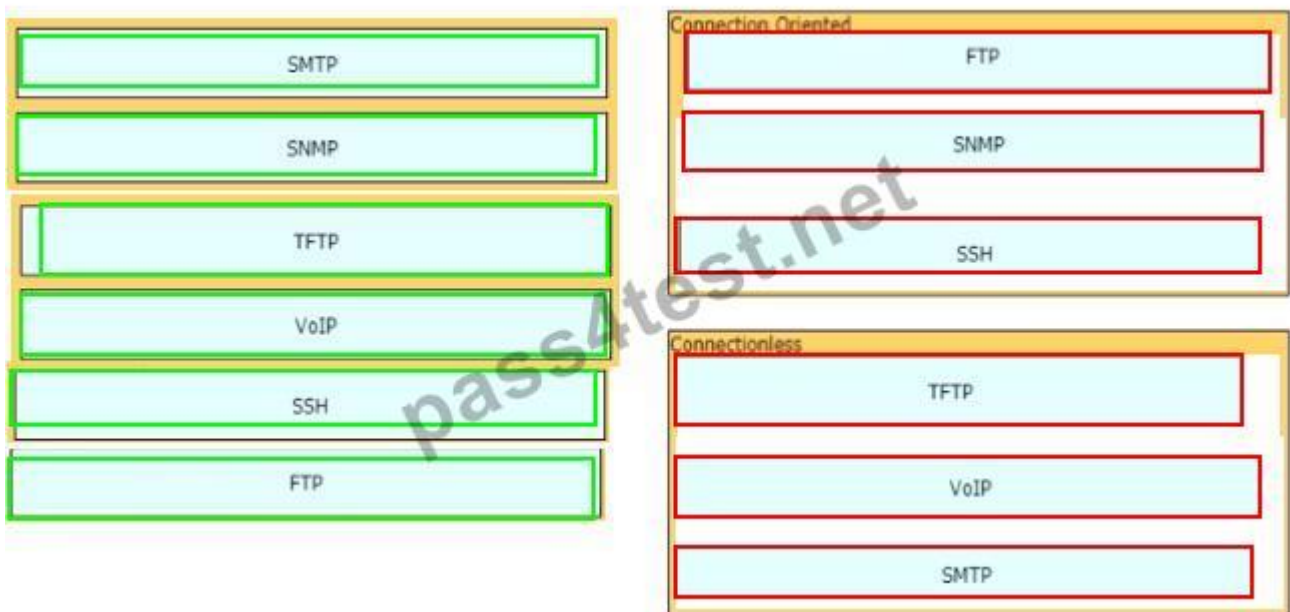 SMTP
SNMP
TFTP
VoIP
SSH
FTP
Connection Oriented
FTP
SNMP
SSH
Connectionless
TFTP
VoIP
SMTP
pass4test.net